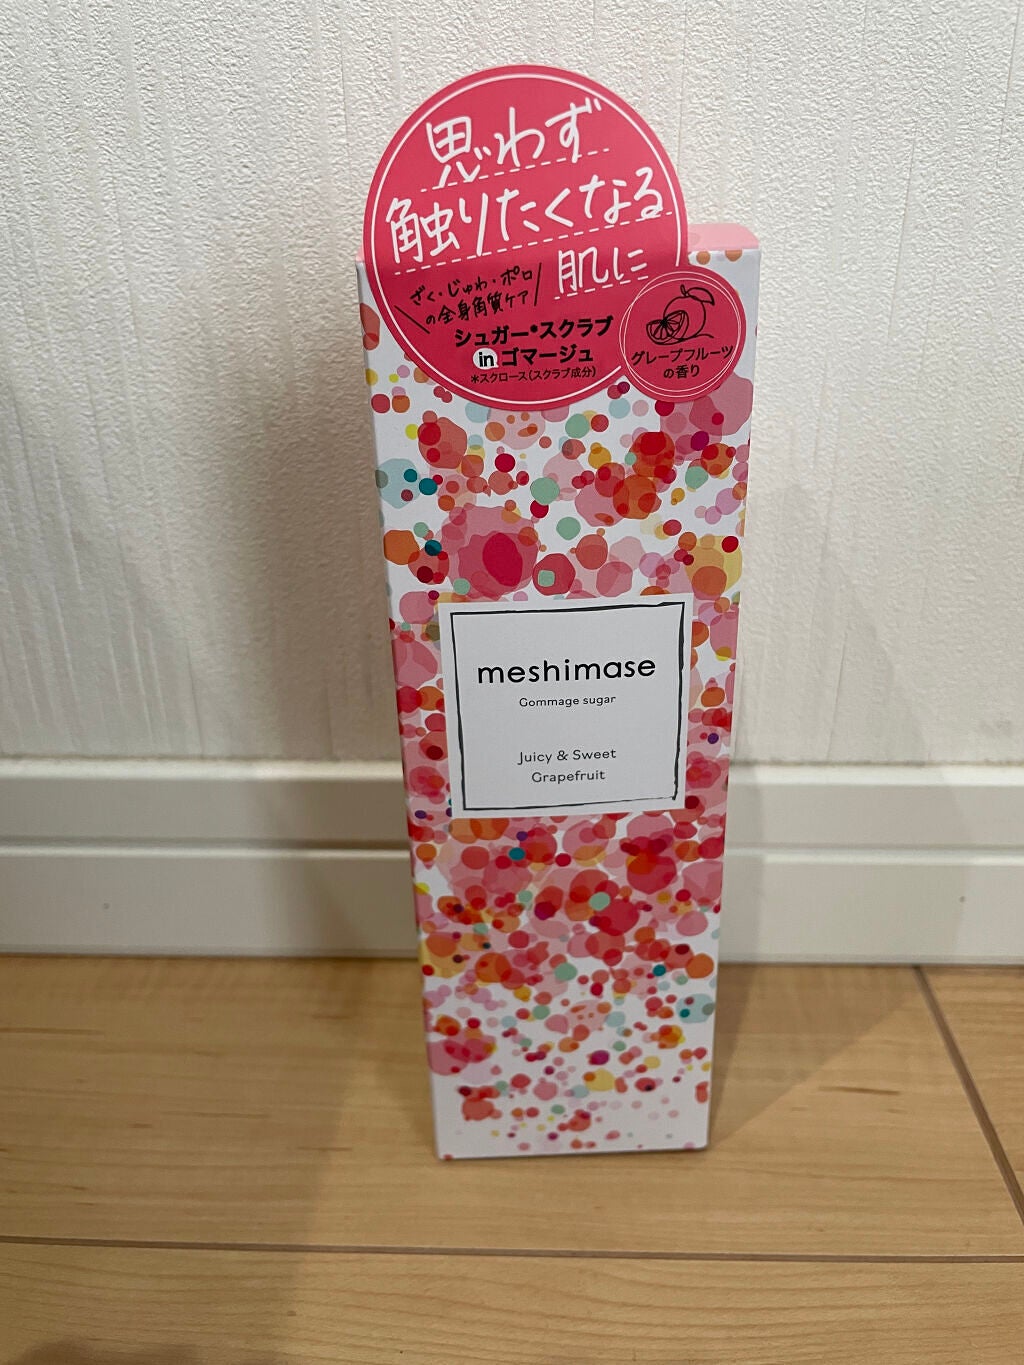 思わず
触りたくなる
肌に
ざく・じゅわ・ポロ
の全身角質ケア
シュガー*スクラブ
in ゴマージュ
*スクロース(スクラブ成分)
グレープフルーツ
の香り
meshimase
Gommage sugar
Juicy & Sweet
Grapefruit